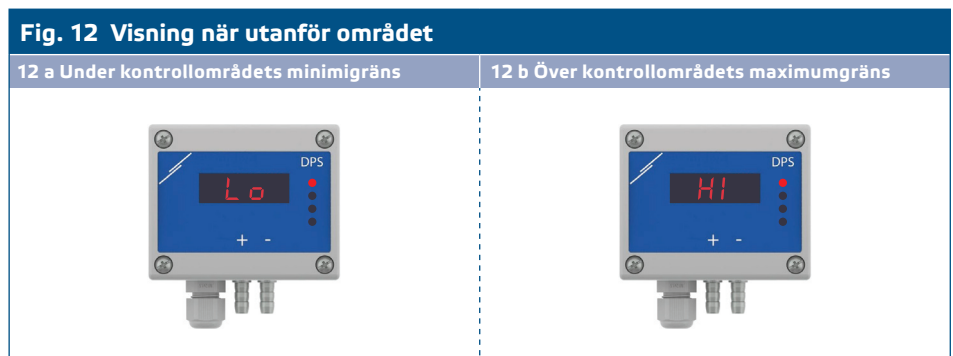 Fig. 12 Visning när utanför området
12 a Under kontrollområdets minimigräns
12 b Över kontrollområdets maximumgräns
DPS
Lo
+ -
DPS
HI
+ -